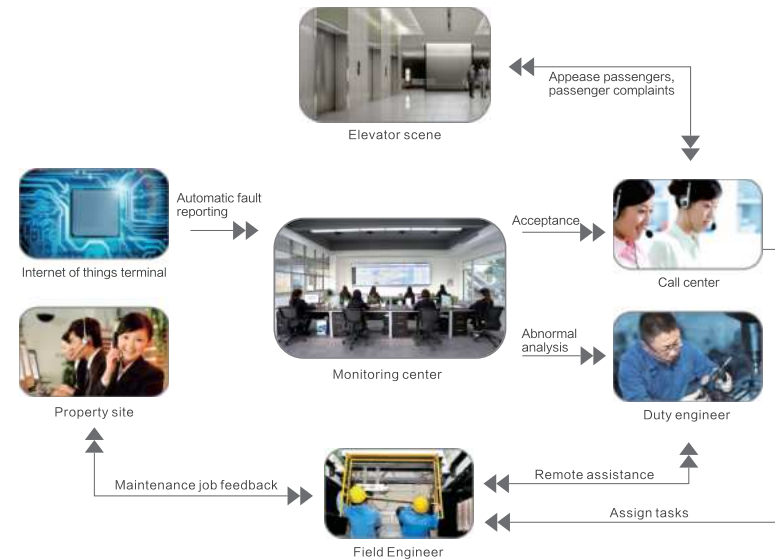 Appease passengers,
passenger complaints
Elevator scene
Automatic fault
reporting
Acceptance
Internet of things terminal
Call center
Abnormal
analysis
Monitoring center
Property site
Duty engineer
Maintenance job feedback
Remote assistance
Assign tasks
Field Engineer